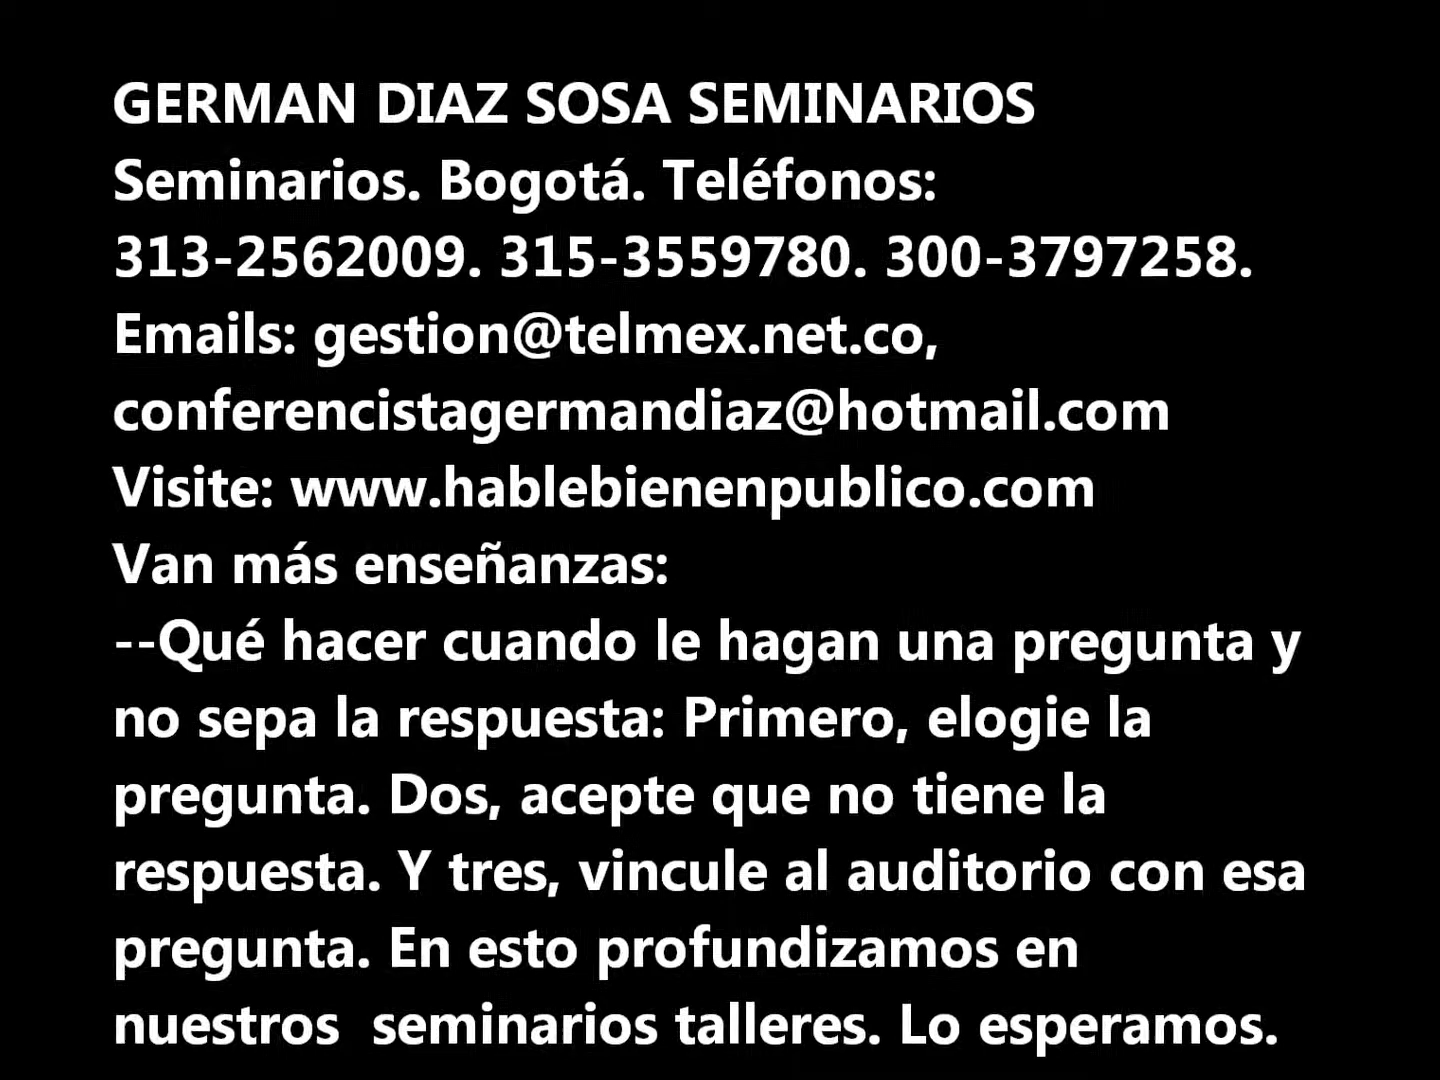 GERMAN DIAZ SOSA SEMINARIOS
Seminarios. Bogotá. Teléfonos:
313-2562009. 315-3559780. 300-3797258.
Emails: gestion@telmex.net.co,
conferencistagermandiaz@hotmail.com
Visite: www.hablebienenpublico.com
Van más enseñanzas:
--Qué hacer cuando le hagan una pregunta y
no sepa la respuesta: Primero, elogie la
pregunta. Dos, acepte que no tiene la
respuesta. Y tres, vincule al auditorio con esa
pregunta. En esto profundizamos en
nuestros  seminarios talleres. Lo esperamos.